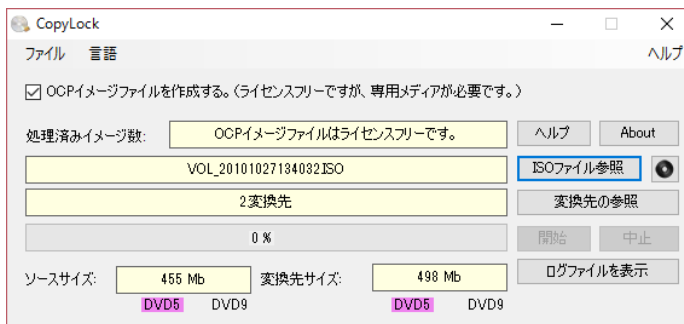 CopyLock
ファイル 言語 ヘルプ
OCPイメージファイルを作成する。(ライセンスフリーですが、専用メディアが必要です。)
処理済みイメージ数: OCPイメージファイルはライセンスフリーです。 ヘルプ About
VOL_20101027134032.ISO ISOファイル参照
2変換先 変換先の参照
0 % 開始 中止
ソースサイズ: 455 Mb 変換先サイズ: 498 Mb ログファイルを表示
DVD5 DVD9 DVD5 DVD9